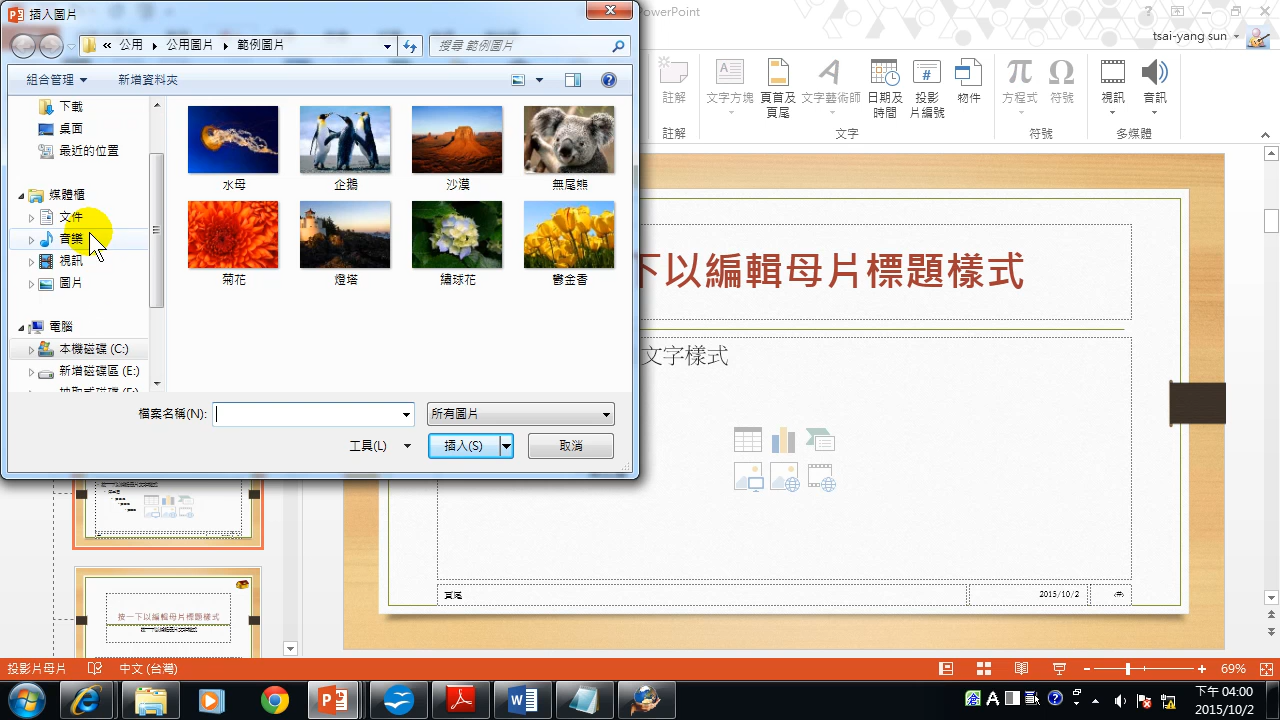 插入圖片
PowerPoint
tsai-yang sun
« 公用 ▸ 公用圖片 ▸ 範例圖片
搜尋 範例圖片
組合管理
新增資料夾
下載
桌面
最近的位置
媒體櫃
文件
音樂
視訊
圖片
電腦
本機磁碟 (C:)
新增磁碟區 (E:)
水母
企鵝
沙漠
無尾熊
菊花
燈塔
繡球花
鬱金香
檔案名稱(N):
所有圖片
工具(L)
插入(S)
取消
註解
文字方塊
頁首及
頁尾
文字藝術師
日期及
時間
投影
片編號
物件
方程式
符號
視訊
音訊
註解
文字
符號
多媒體
下以編輯母片標題樣式
文字樣式
頁尾
2015/10/2
‹#›
按一下以編輯母片標題樣式
投影片母片
中文 (台灣)
69%
下午 04:00
2015/10/2